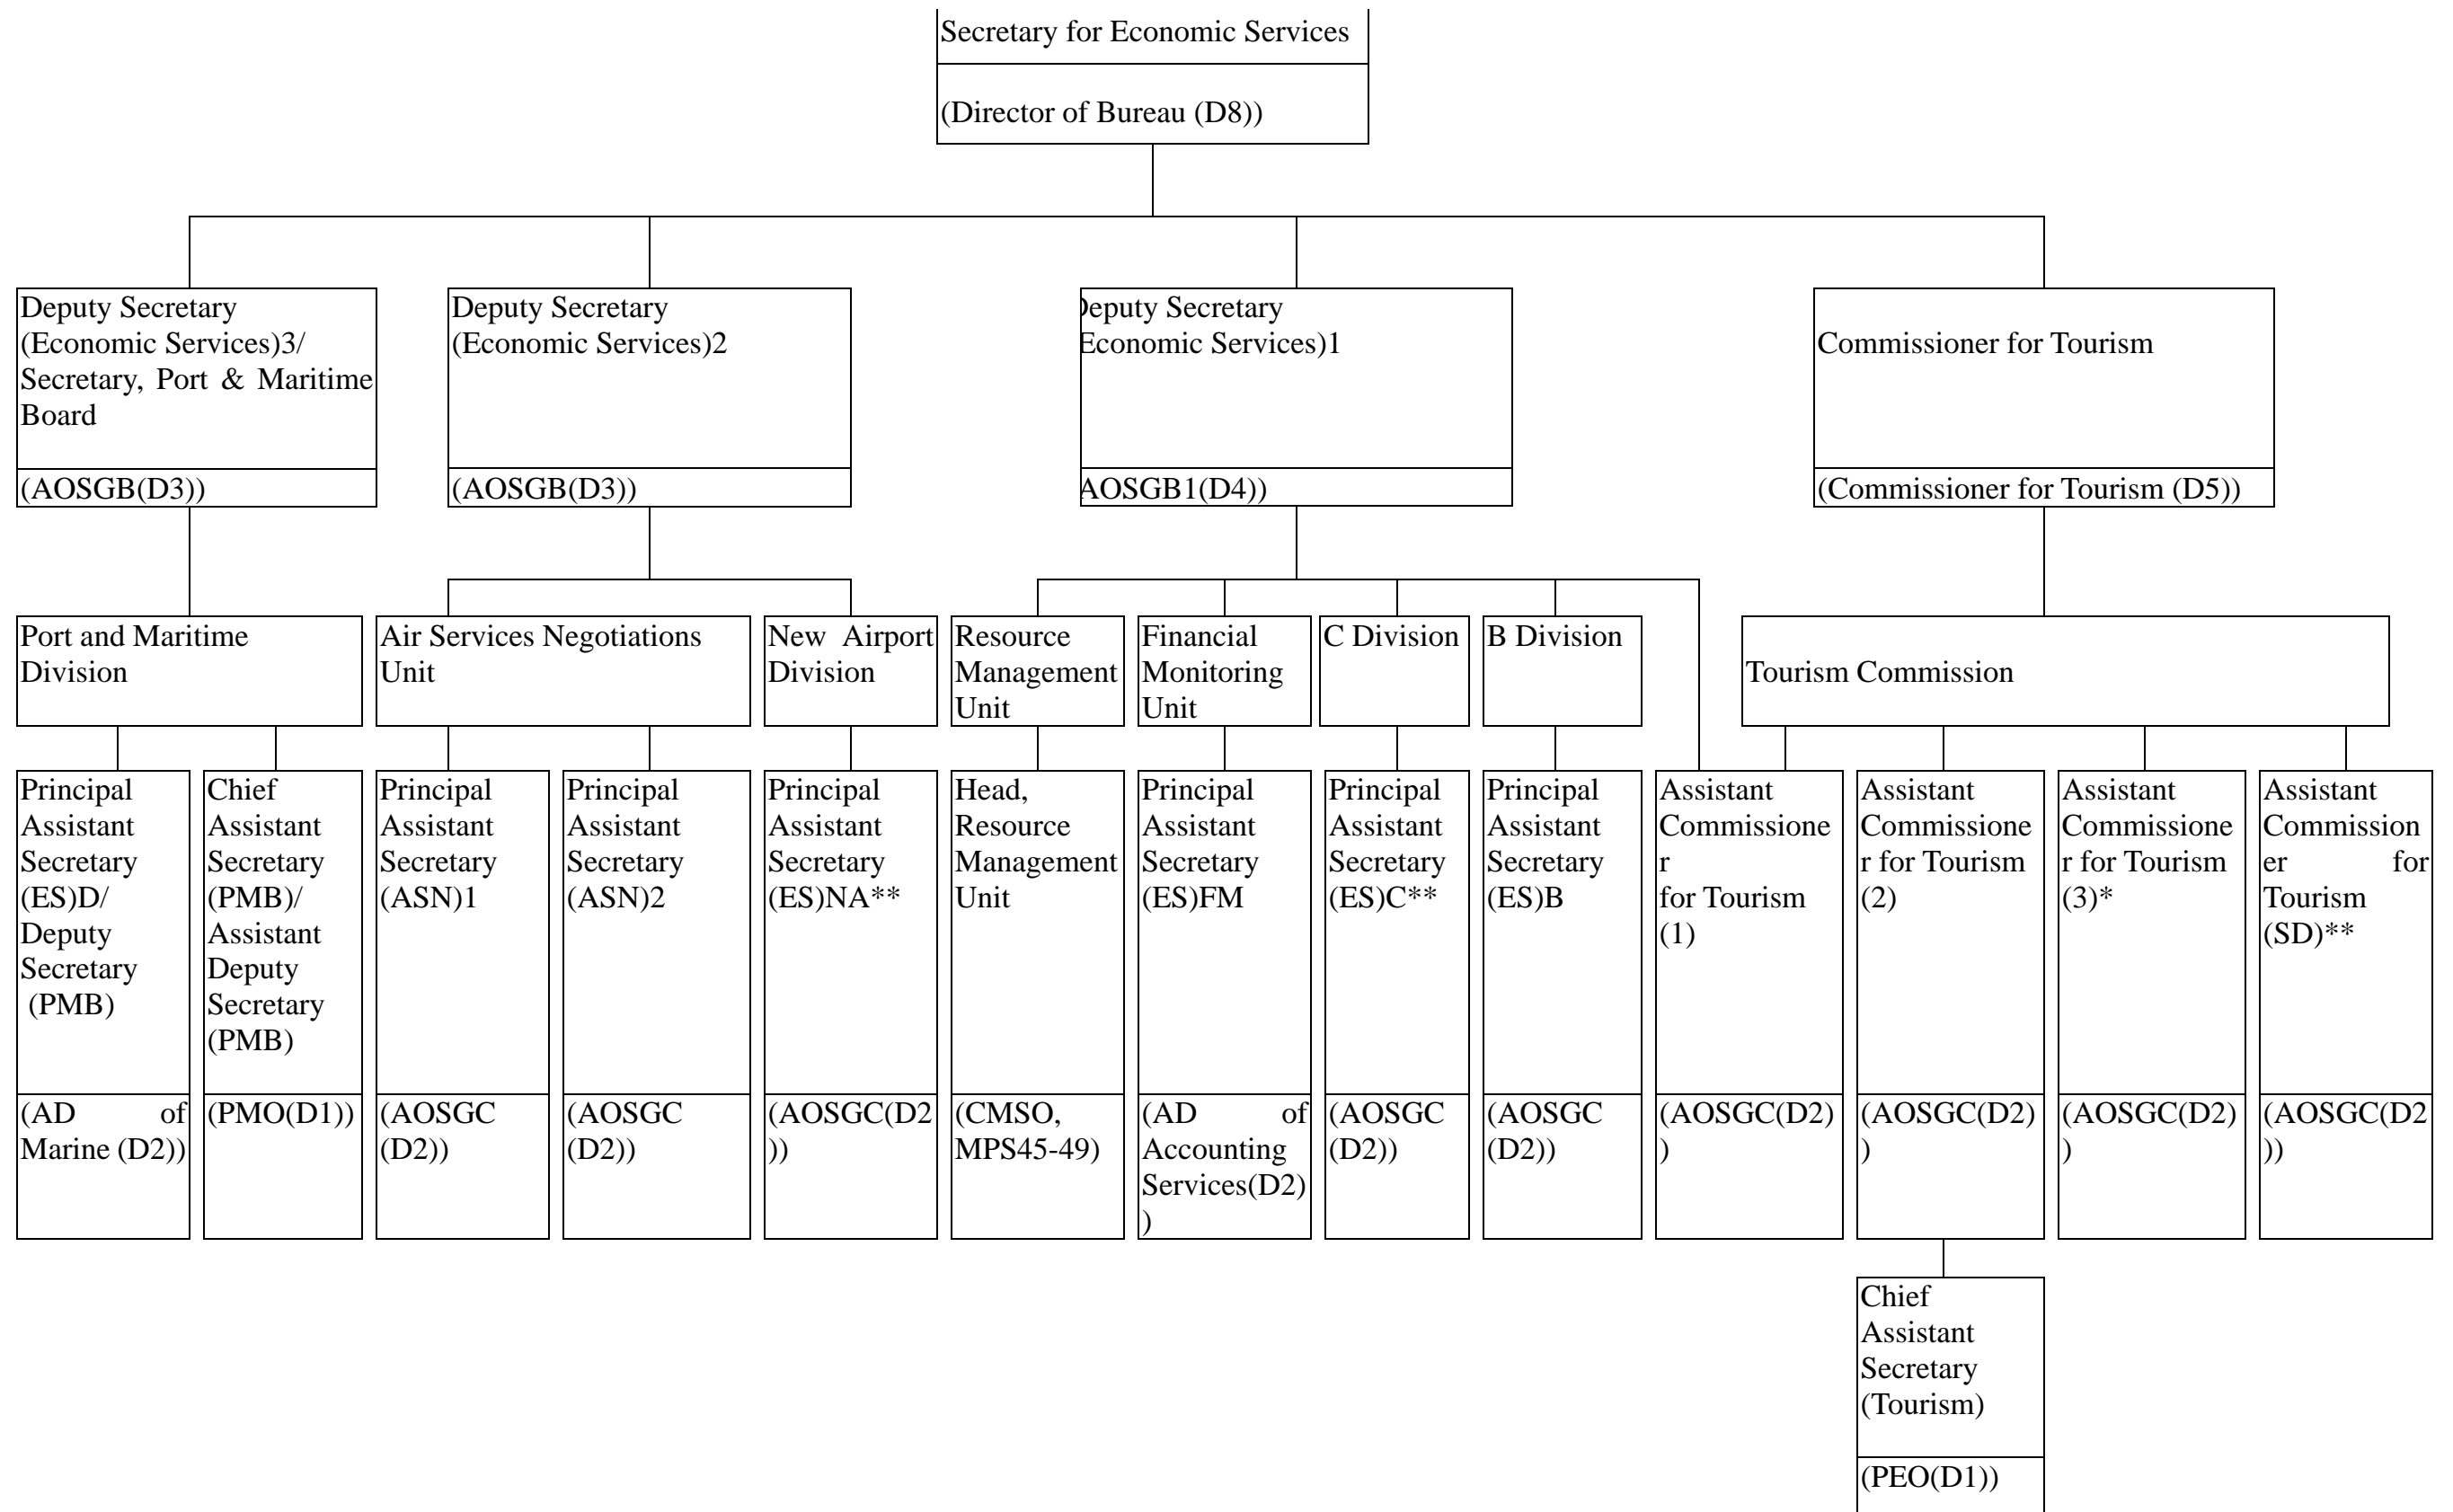 Secretary for Economic Services
(Director of Bureau (D8))
Deputy Secretary
(Economic Services)3/
Secretary, Port & Maritime
Board
(AOSGB(D3))
Deputy Secretary
(Economic Services)2
(AOSGB(D3))
Deputy Secretary
Economic Services)1
AOSGB1(D4))
Commissioner for Tourism
(Commissioner for Tourism (D5))
Port and Maritime
Division
Air Services Negotiations
Unit
New Airport
Division
Resource
Management
Unit
Financial
Monitoring
Unit
C Division
B Division
Tourism Commission
Principal
Assistant
Secretary
(ES)D/
Deputy
Secretary
(PMB)
(AD of
Marine (D2))
Chief
Assistant
Secretary
(PMB)/
Assistant
Deputy
Secretary
(PMB)
(PMO(D1))
Principal
Assistant
Secretary
(ASN)1
(AOSGC
(D2))
Principal
Assistant
Secretary
(ASN)2
(AOSGC
(D2))
Principal
Assistant
Secretary
(ES)NA**
(AOSGC(D2
))
Head,
Resource
Management
Unit
(CMSO,
MPS45-49)
Principal
Assistant
Secretary
(ES)FM
(AD of
Accounting
Services(D2)
)
Principal
Assistant
Secretary
(ES)C**
(AOSGC
(D2))
Principal
Assistant
Secretary
(ES)B
(AOSGC
(D2))
Assistant
Commissione
r
for Tourism
(1)
(AOSGC(D2)
)
Assistant
Commissione
r for Tourism
(2)
(AOSGC(D2)
)
Assistant
Commissione
r for Tourism
(3)*
(AOSGC(D2)
)
Assistant
Commission
er for
Tourism
(SD)**
(AOSGC(D2
))
Chief
Assistant
Secretary
(Tourism)
(PEO(D1))